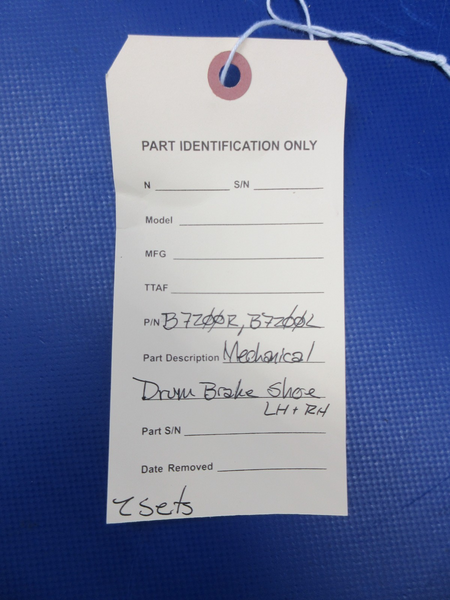 PART IDENTIFICATION ONLY
N S/N
Model
MFG
TTAF
P/N B7200R, B7200L
Part Description Mechanical
Drum Brake Shoe
LH + RH
Part S/N
Date Removed
2 sets